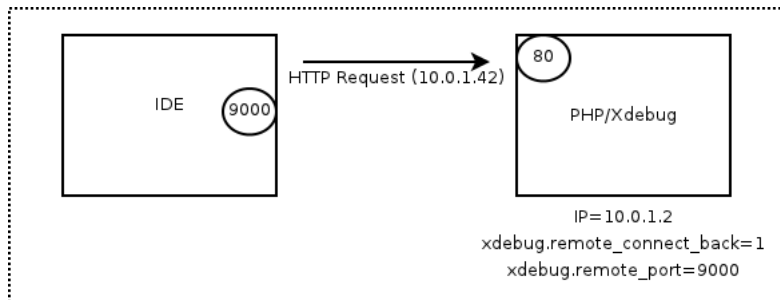 80
HTTP Request (10.0.1.42)
IDE
9000
PHP/Xdebug
IP=10.0.1.2
xdebug.remote_connect_back=1
xdebug.remote_port=9000